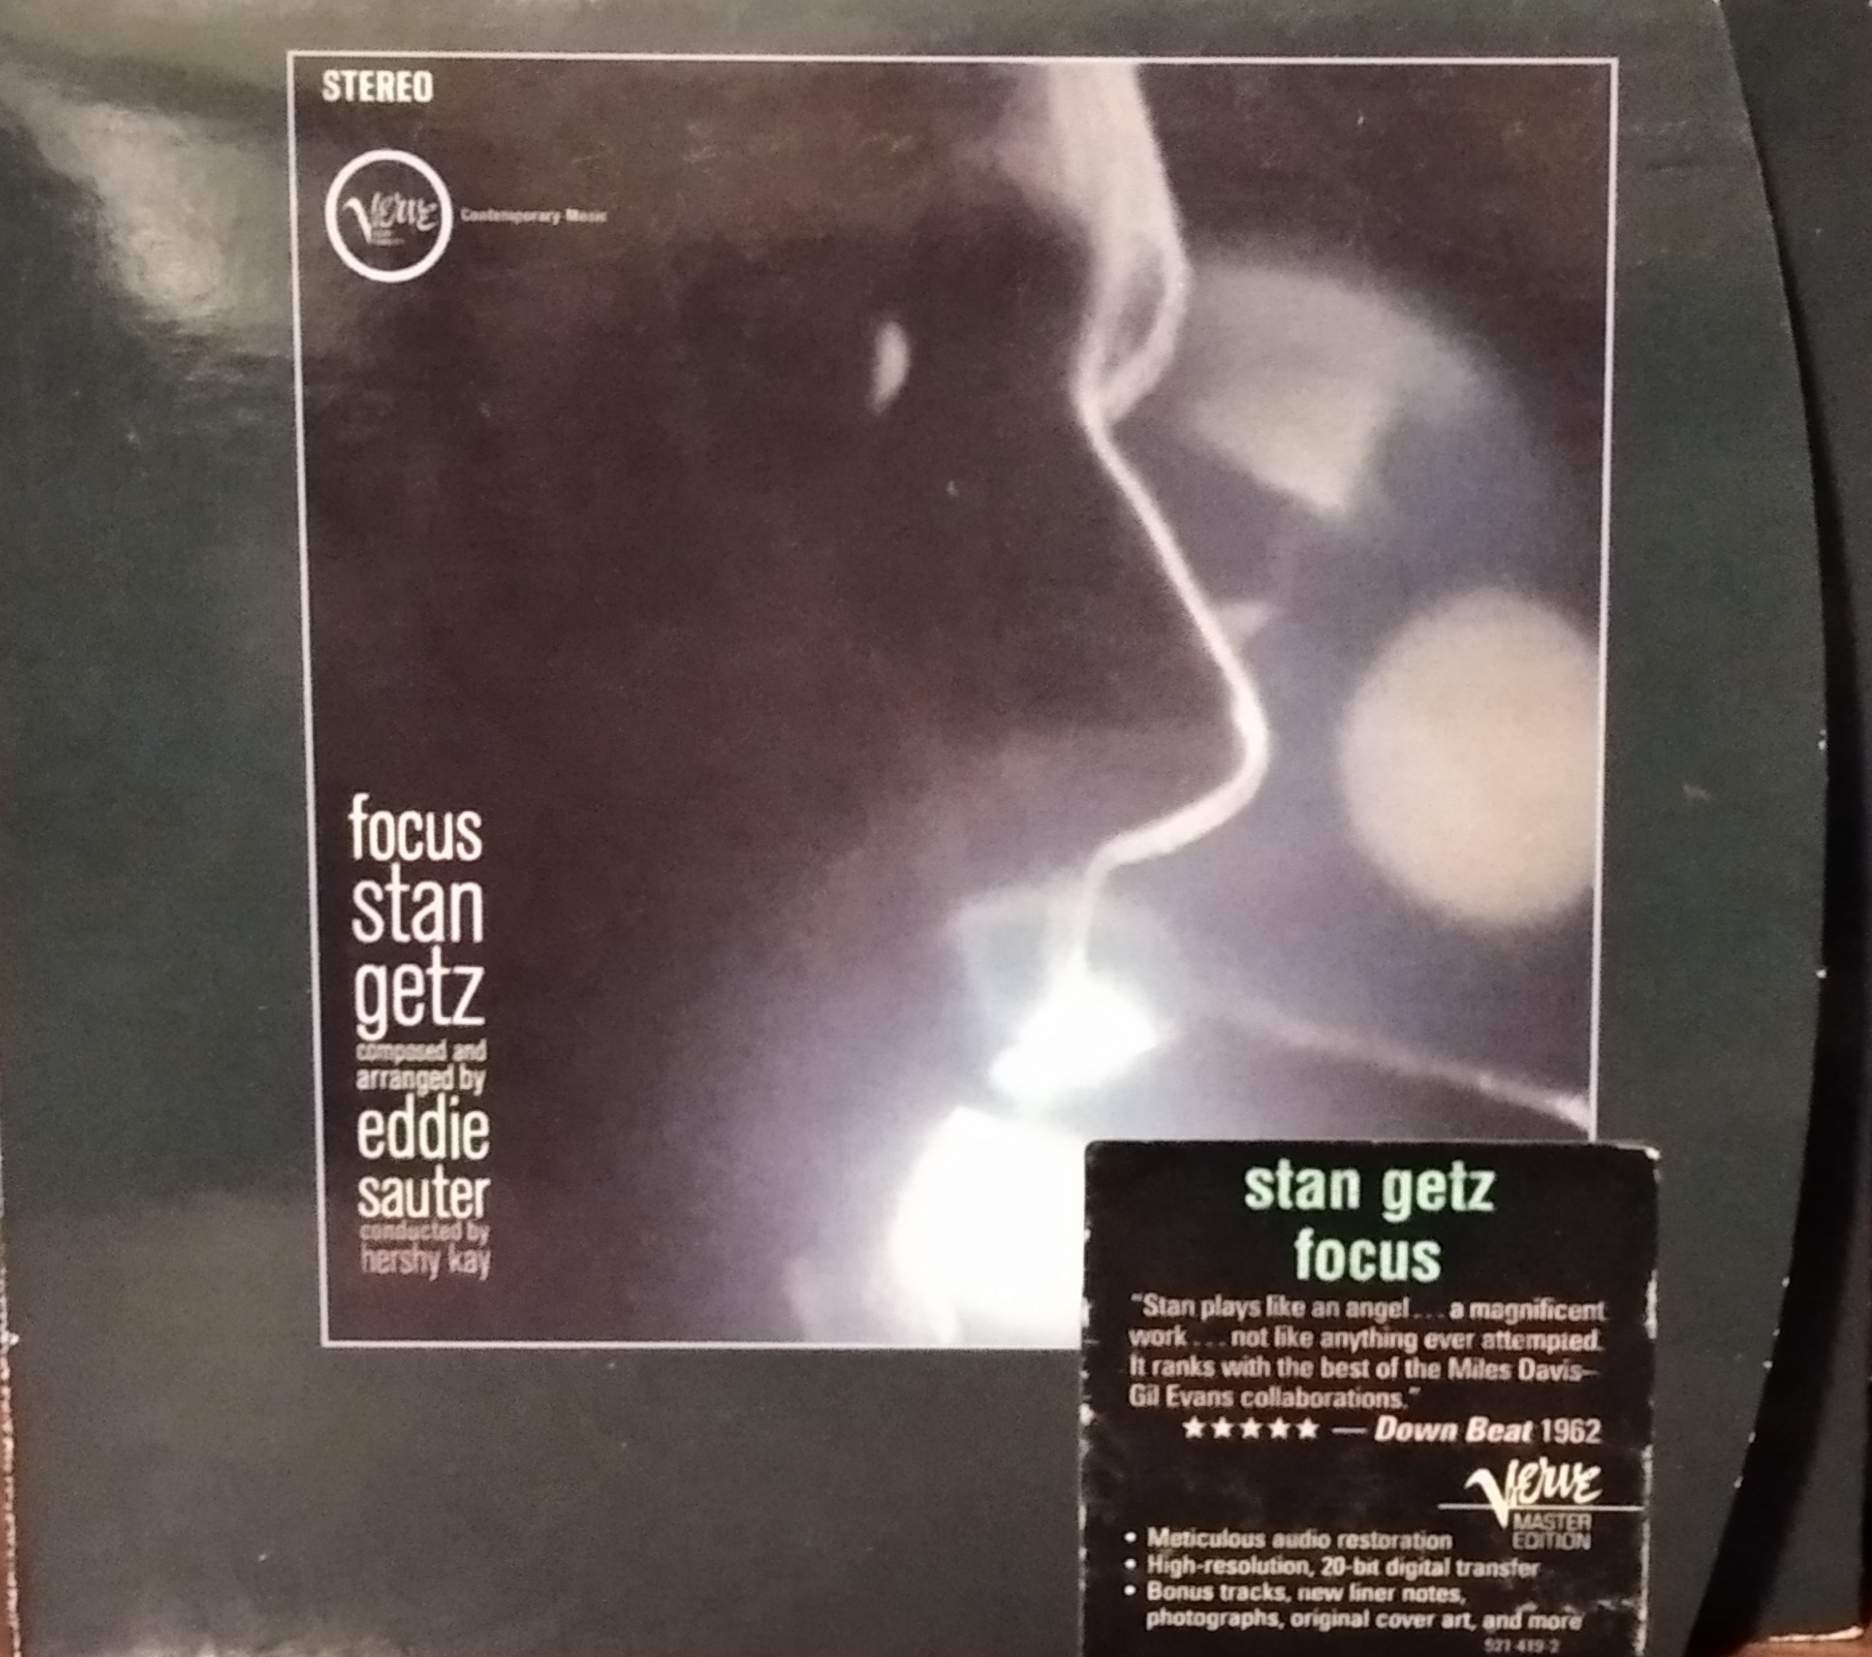 STEREO
Verve
Contemporary Music
focus
stan
getz
composed and
arranged by
eddie
sauter
conducted by
hershy kay
stan getz
focus
"Stan plays like an angel . . . a magnificent
work . . . not like anything ever attempted.
It ranks with the best of the Miles Davis–
Gil Evans collaborations."
★★★★★ — Down Beat 1962
Verve
MASTER
EDITION
• Meticulous audio restoration
• High-resolution, 20-bit digital transfer
• Bonus tracks, new liner notes,
photographs, original cover art, and more
521 419-2